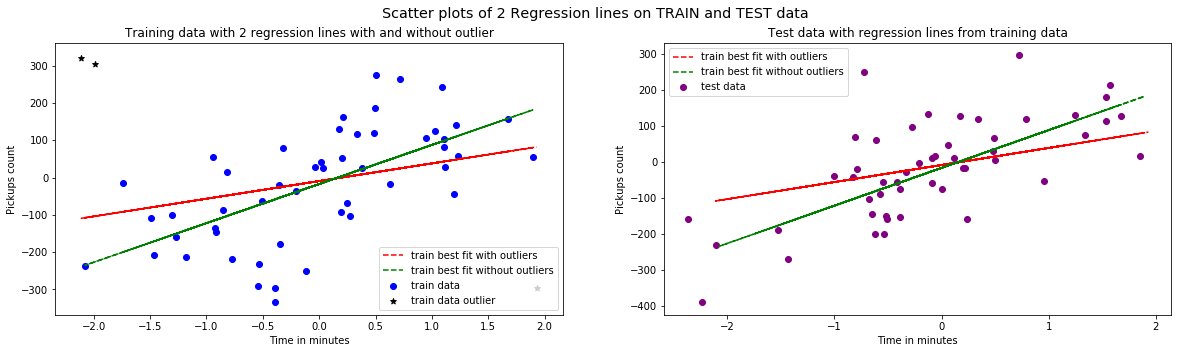 Scatter plots of 2 Regression lines on TRAIN and TEST data
Training data with 2 regression lines with and without outlier
Pickups count
300
200
100
0
−100
−200
−300
train best fit with outliers
train best fit without outliers
train data
train data outlier
−2.0 −1.5 −1.0 −0.5 0.0 0.5 1.0 1.5 2.0
Time in minutes
Test data with regression lines from training data
train best fit with outliers
train best fit without outliers
test data
Pickups count
300
200
100
0
−100
−200
−300
−400
−2 −1 0 1 2
Time in minutes